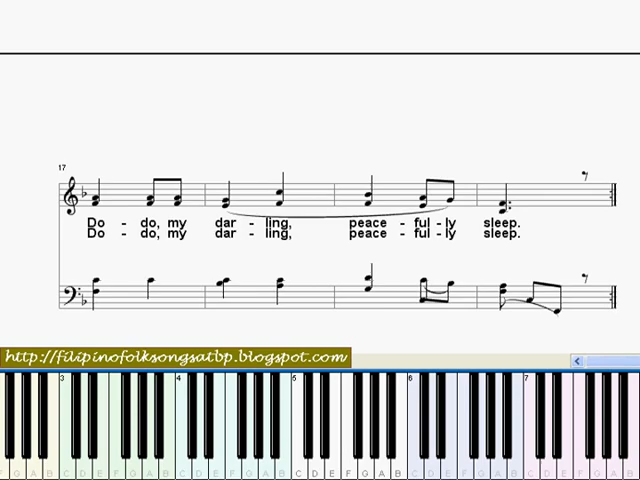 17
Do - do, my dar - ling, peace - ful - ly sleep.
Do - do, my dar - ling, peace - ful - ly sleep.
http://filipinofolksongsatbp.blogspot.com
3 4 5 6 7
F G A B C D E F G A B C D E F G A B C D E F G A B C D E F G A B C D E F G A B